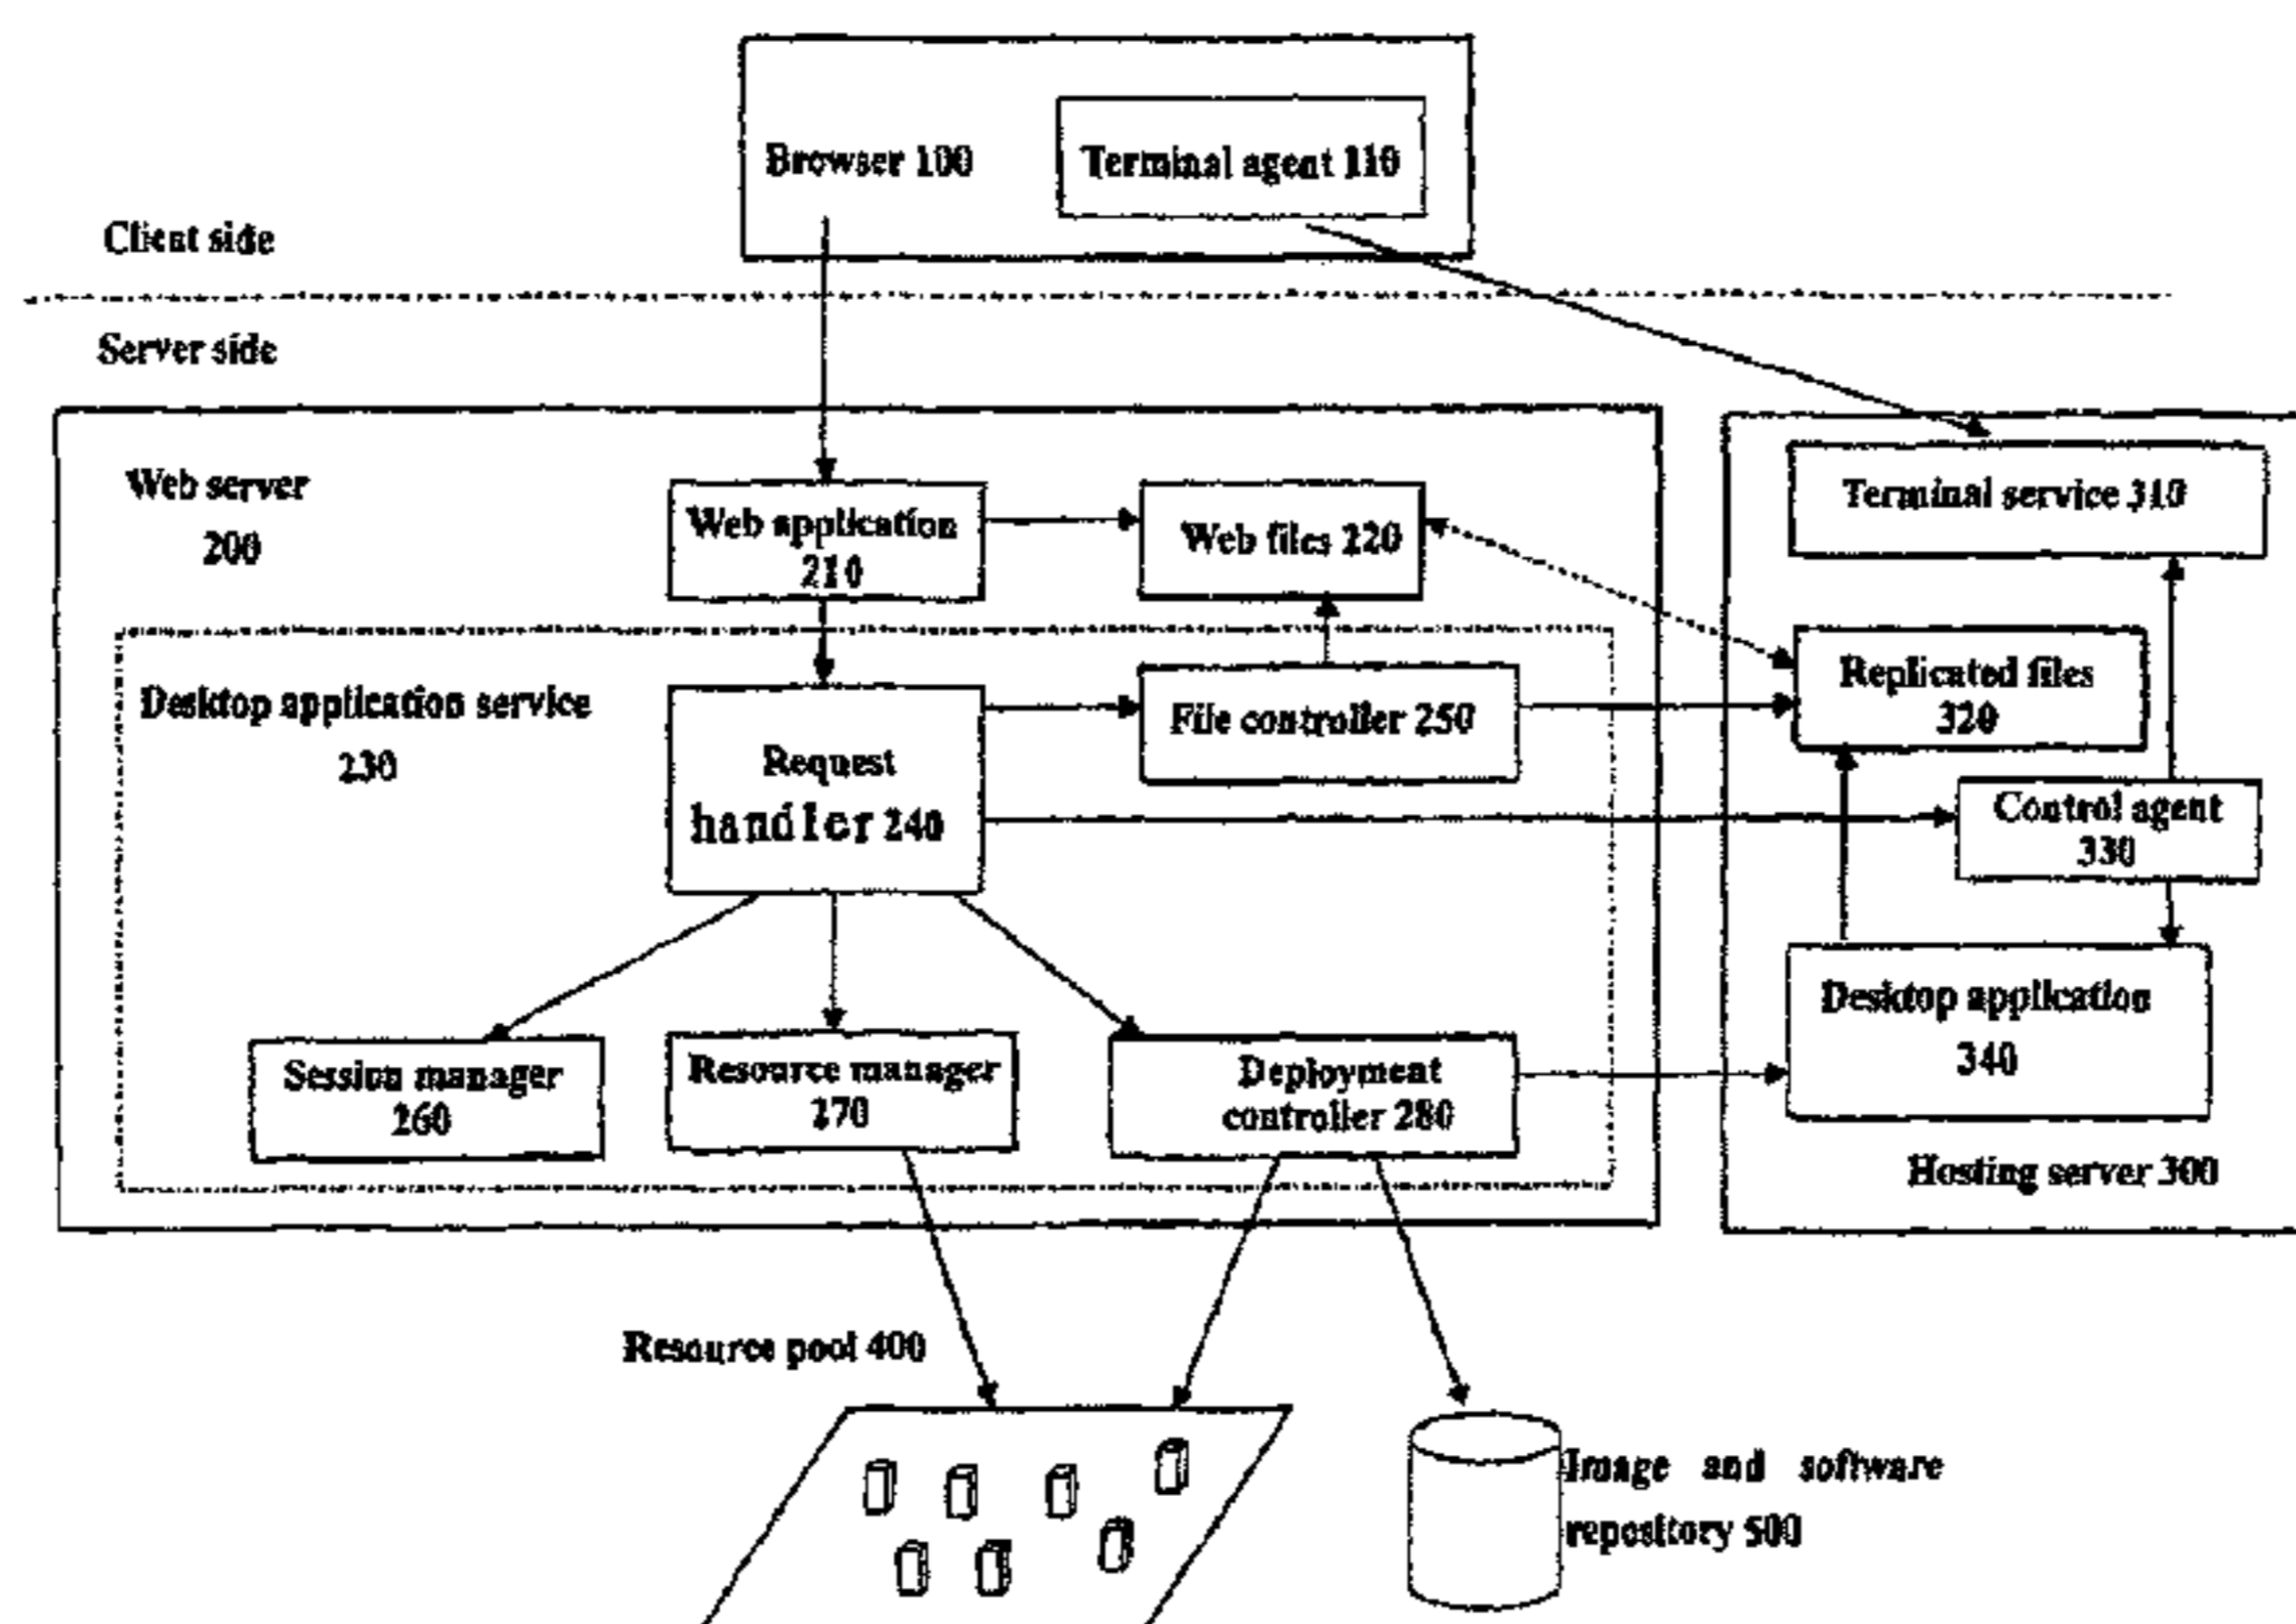 Browser 100
Terminal agent 110
Client side
Server side
Web server
200
Web application
210
Web files 220
Terminal service 310
Desktop application service
230
Request
handler 240
File controller 250
Replicated files
320
Control agent
330
Session manager
260
Resource manager
270
Deployment
controller 280
Desktop application
340
Hosting server 300
Resource pool 400
Image and software
repository 500